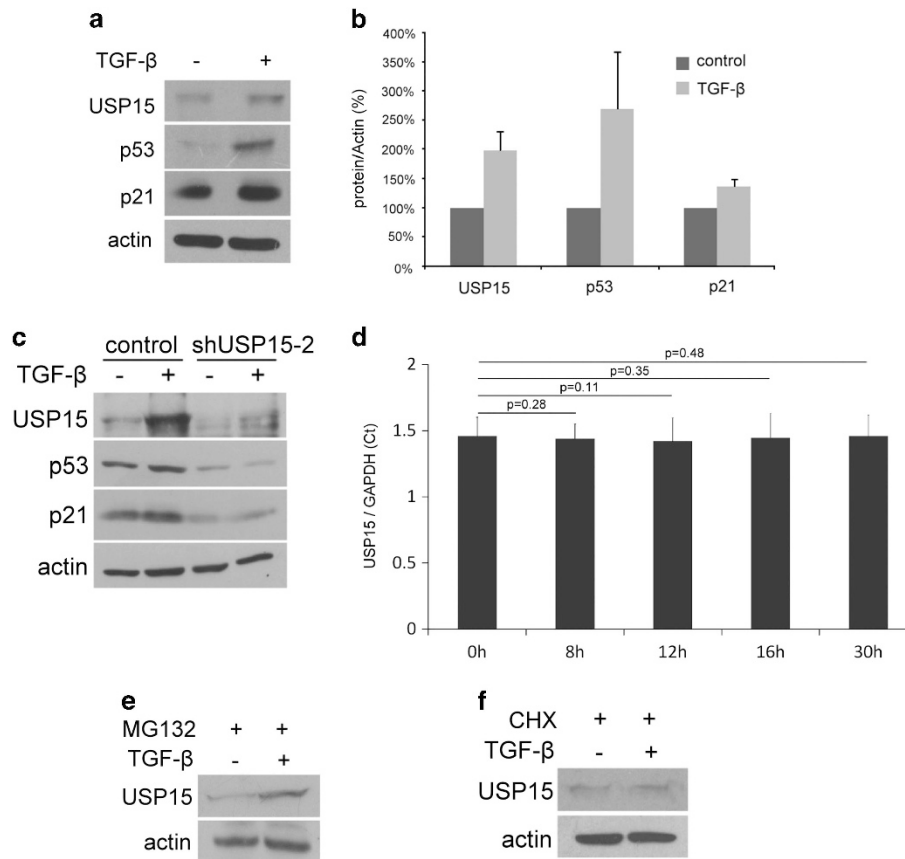 a
TGF-β - +
USP15
p53
p21
actin
b
400%
350%
300%
250%
200%
150%
100%
50%
0%
protein/Actin (%)
control
TGF-β
USP15 p53 p21
c
control shUSP15-2
TGF-β - + - +
USP15
p53
p21
actin
d
2
1.5
1
0.5
0
USP15 / GAPDH (Ct)
p=0.48
p=0.35
p=0.11
p=0.28
0h 8h 12h 16h 30h
e
MG132 + +
TGF-β - +
USP15
actin
f
CHX + +
TGF-β - +
USP15
actin